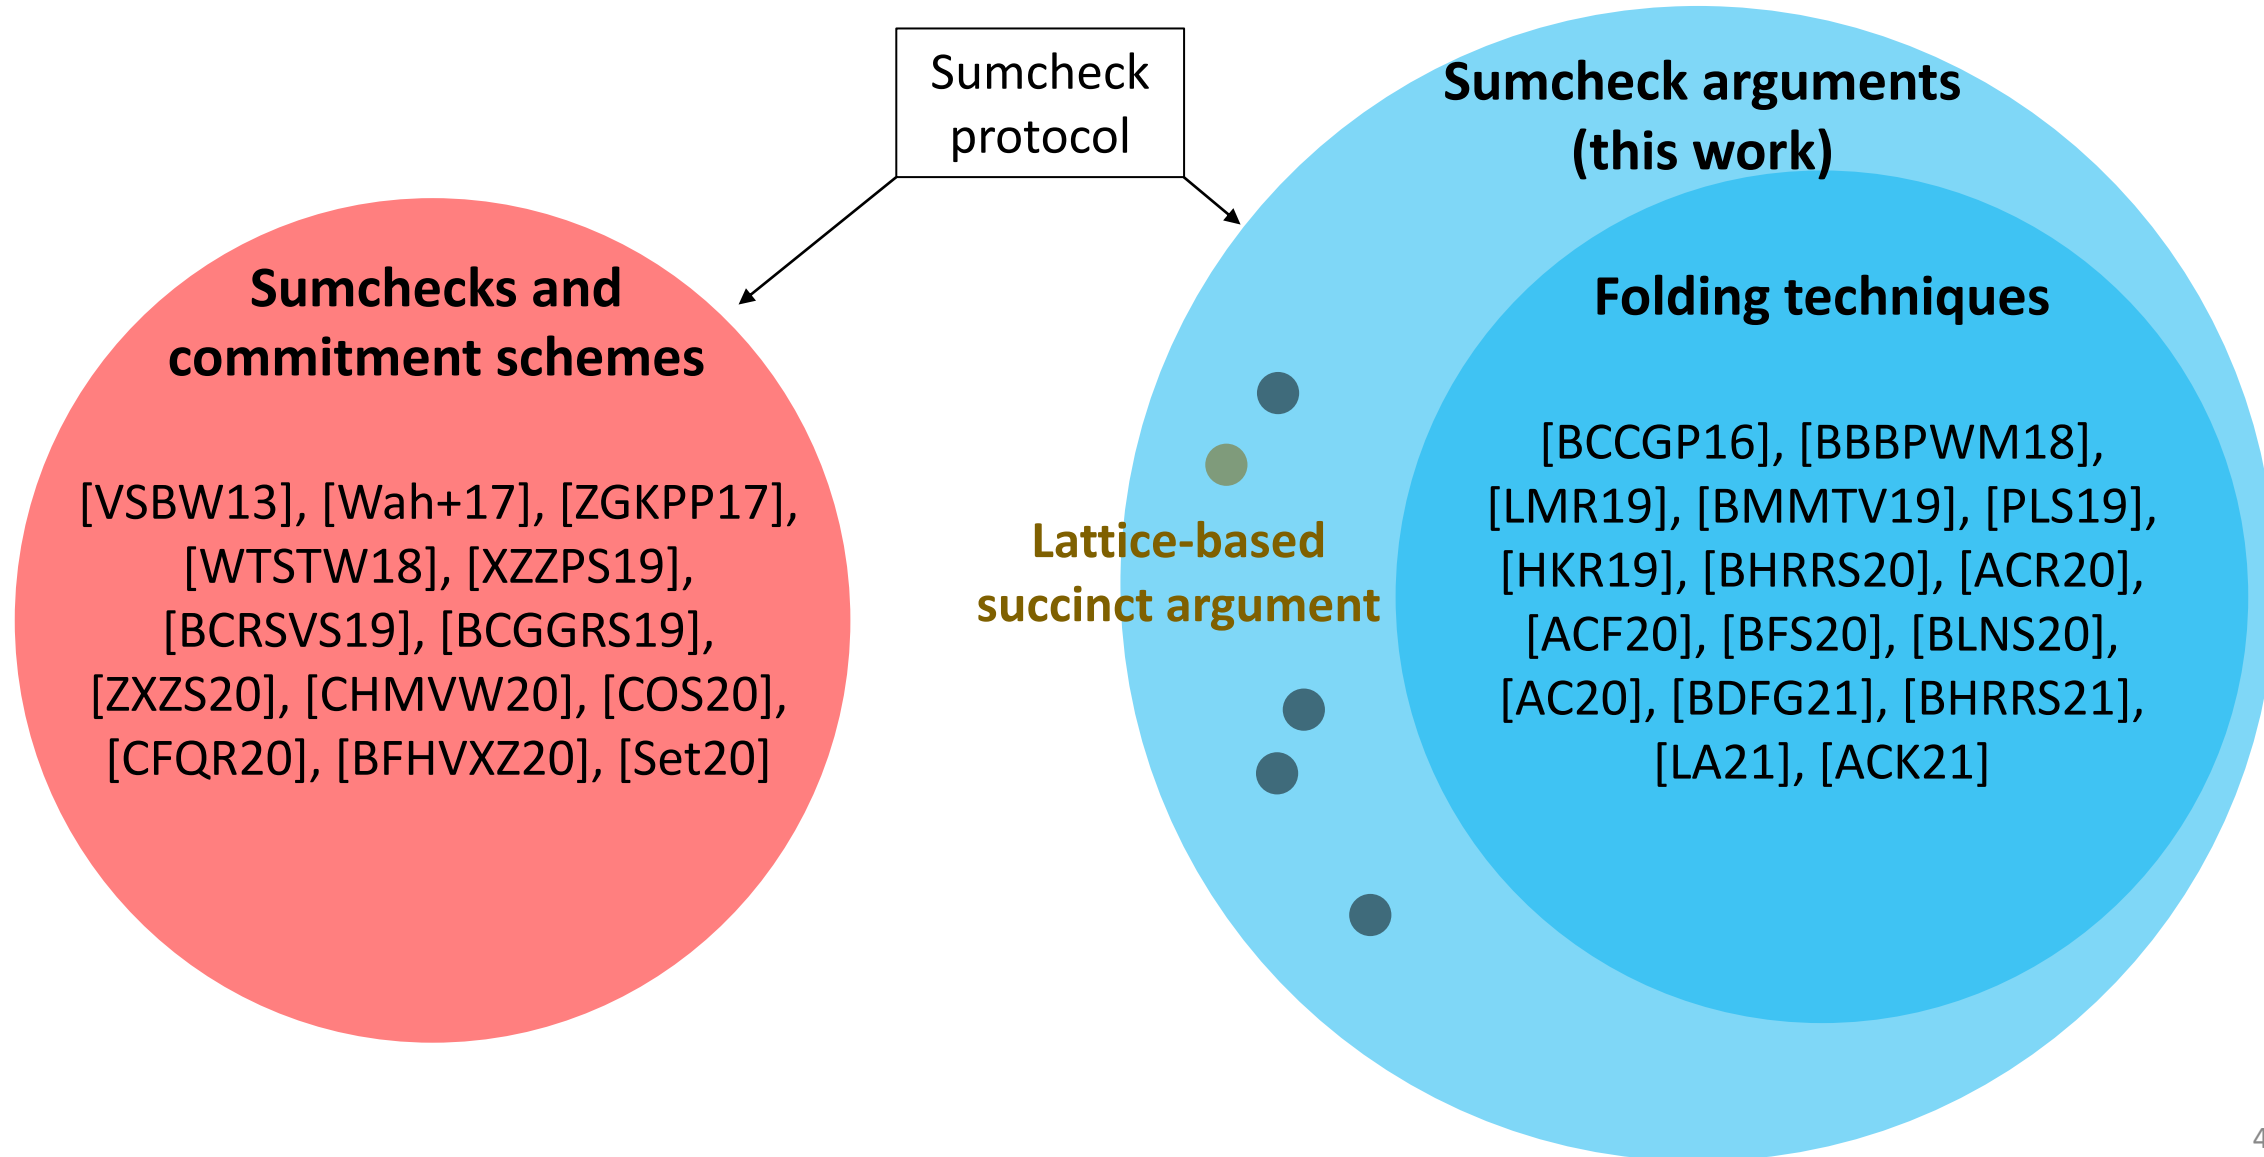 Sumcheck
protocol
Sumchecks and
commitment schemes
[VSBW13], [Wah+17], [ZGKPP17],
[WTSTW18], [XZZPS19],
[BCRSVS19], [BCGGRS19],
[ZXZS20], [CHMVW20], [COS20],
[CFQR20], [BFHVXZ20], [Set20]
Sumcheck arguments
(this work)
Folding techniques
[BCCGP16], [BBBPWM18],
[LMR19], [BMMTV19], [PLS19],
[HKR19], [BHRRS20], [ACR20],
[ACF20], [BFS20], [BLNS20],
[AC20], [BDFG21], [BHRRS21],
[LA21], [ACK21]
Lattice-based
succinct argument
4